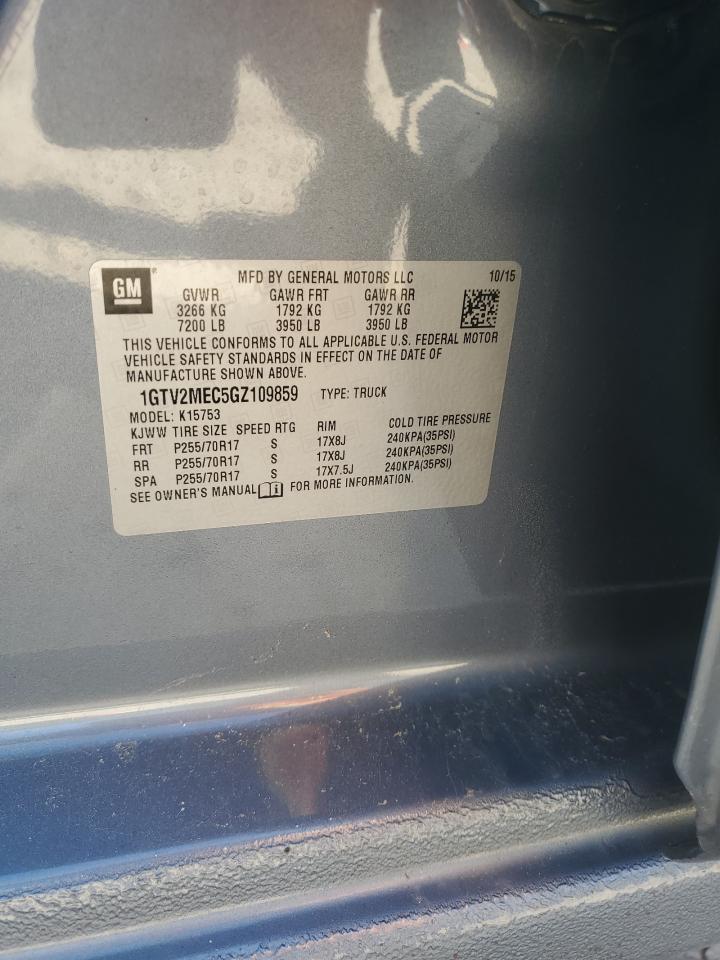 GM
MFD BY GENERAL MOTORS LLC 10/15
GVWR GAWR FRT GAWR RR
3266 KG 1792 KG 1792 KG
7200 LB 3950 LB 3950 LB
THIS VEHICLE CONFORMS TO ALL APPLICABLE U.S. FEDERAL MOTOR
VEHICLE SAFETY STANDARDS IN EFFECT ON THE DATE OF
MANUFACTURE SHOWN ABOVE.
1GTV2MEC5GZ109859 TYPE: TRUCK
MODEL: K15753
KJWW TIRE SIZE SPEED RTG RIM COLD TIRE PRESSURE
FRT P255/70R17 S 17X8J 240KPA(35PSI)
RR P255/70R17 S 17X8J 240KPA(35PSI)
SPA P255/70R17 S 17X7.5J 240KPA(35PSI)
SEE OWNER'S MANUAL i FOR MORE INFORMATION.